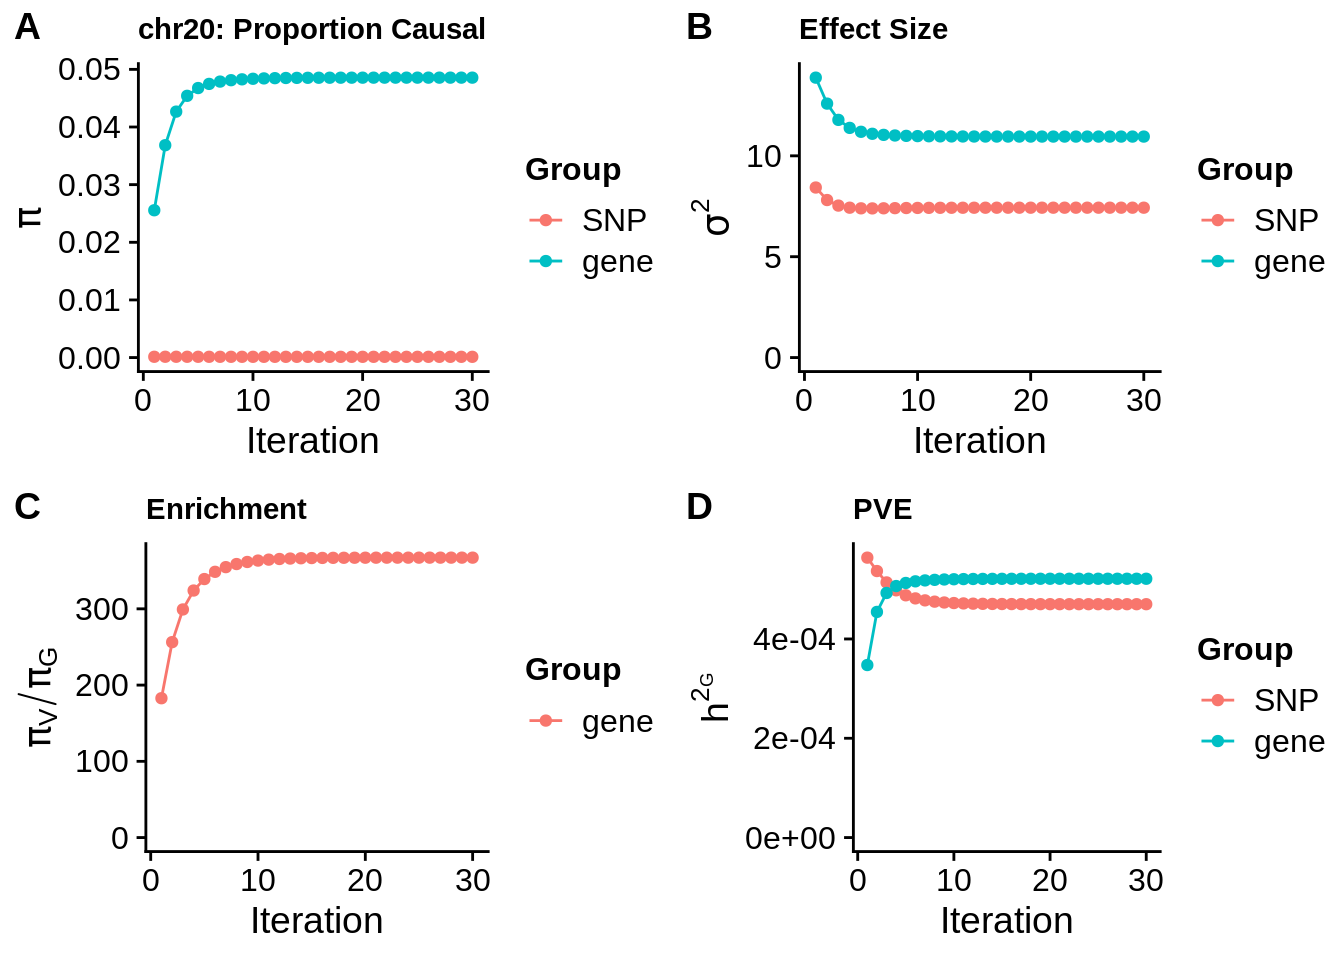 A
chr20: Proportion Causal
0.05
0.04
0.03
0.02
0.01
0.00
π
0 10 20 30
Iteration
Group
SNP
gene
B
Effect Size
10
5
0
σ²
0 10 20 30
Iteration
Group
SNP
gene
C
Enrichment
300
200
100
0
πV/πG
0 10 20 30
Iteration
Group
gene
D
PVE
4e-04
2e-04
0e+00
h²G
0 10 20 30
Iteration
Group
SNP
gene